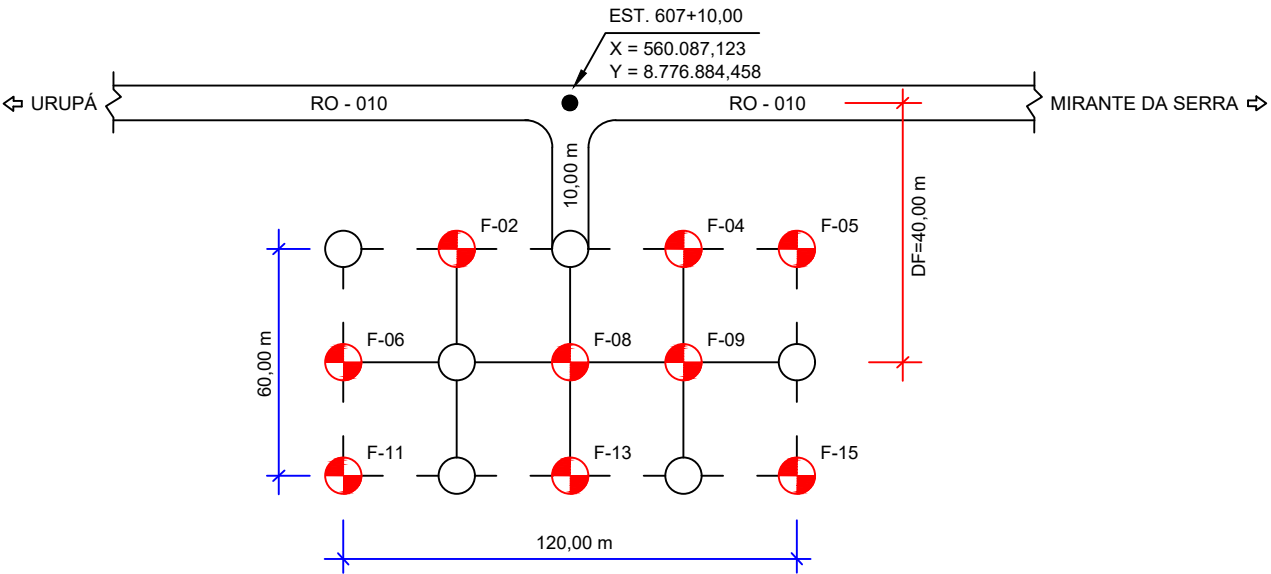 EST. 607+10,00
X = 560.087,123
Y = 8.776.884,458
URUPÁ
RO - 010
RO - 010
MIRANTE DA SERRA
10,00 m
DF=40,00 m
F-02
F-04
F-05
60,00 m
F-06
F-08
F-09
F-11
F-13
F-15
120,00 m